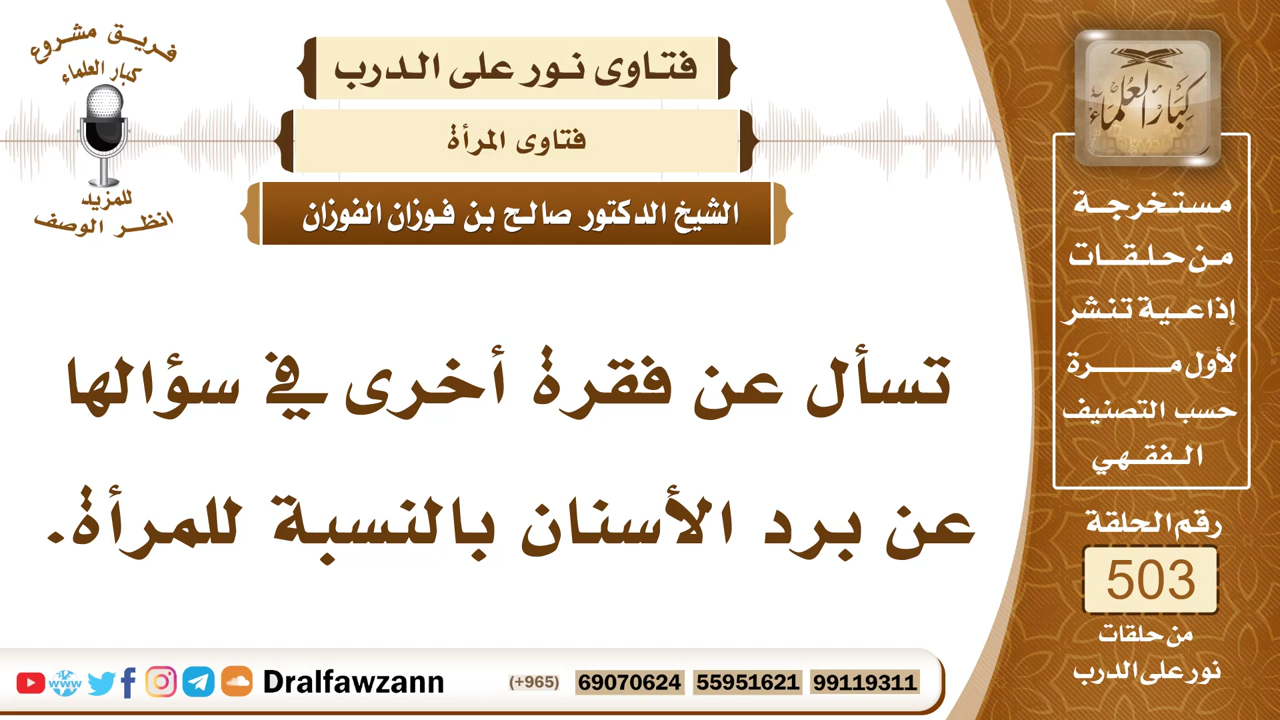 فريق مشروع
كبار العلماء
للمزيد
انظر الوصف
فتاوى نور على الدرب
فتاوى المرأة
الشيخ الدكتور صالح بن فوزان الفوزان
تسأل عن فقرة أخرى في سؤالها
عن برد الأسنان بالنسبة للمرأة.
كبار العلماء
مستخرجة
من حلقات
إذاعية تنشر
لأول مرة
حسب التصنيف
الفقهي
رقم الحلقة
503
من حلقات
نور على الدرب
www Dralfawzann (+965) 69070624 55951621 99119311